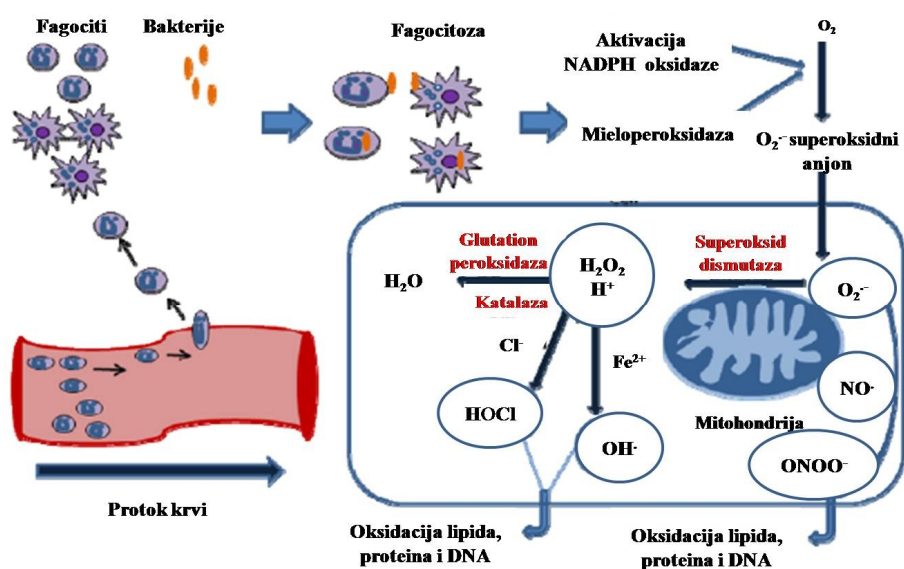 Fagociti
Bakterije
Fagocitoza
Aktivacija
NADPH oksidaze
Mieloperoksidaza
O₂
O₂·⁻ superoksidni
anjon
Glutation
peroksidaza
Katalaza
H₂O
H₂O₂
H⁺
Superoksid
dismutaza
O₂·⁻
Cl⁻
Fe²⁺
HOCl
OH·
NO·
Mitohondrija
ONOO⁻
Protok krvi
Oksidacija lipida,
proteina i DNA
Oksidacija lipida,
proteina i DNA